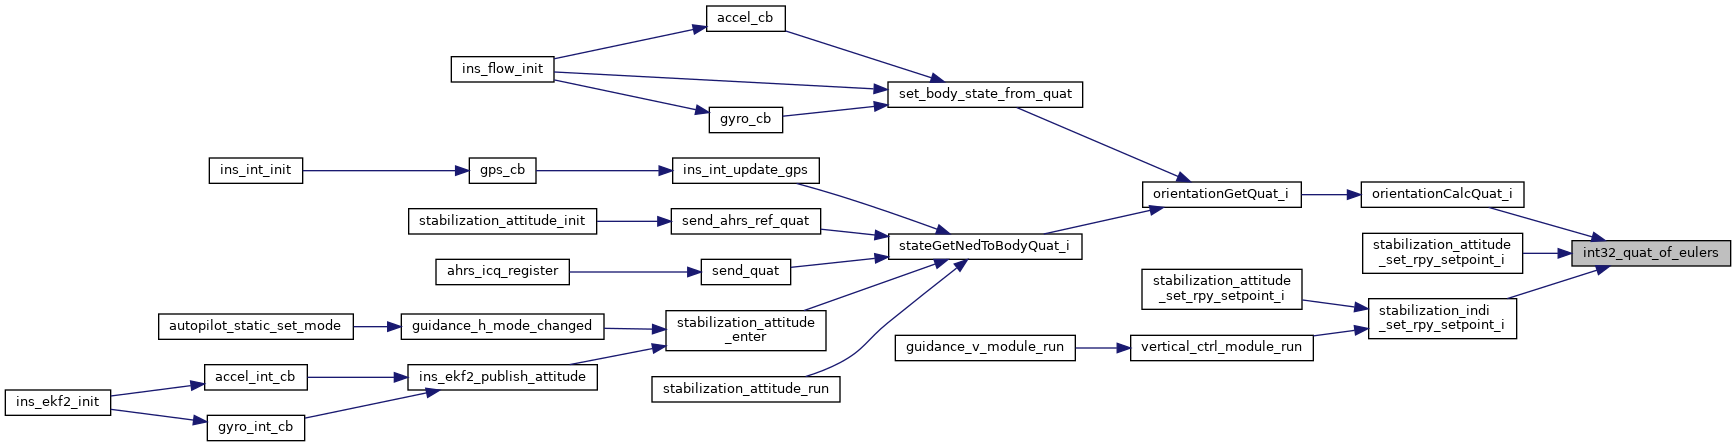 accel_cb
ins_flow_init
set_body_state_from_quat
gyro_cb
ins_int_init
gps_cb
ins_int_update_gps
orientationGetQuat_i
orientationCalcQuat_i
stabilization_attitude_init
send_ahrs_ref_quat
stateGetNedToBodyQuat_i
stabilization_attitude
_set_rpy_setpoint_i
int32_quat_of_eulers
ahrs_icq_register
send_quat
stabilization_attitude
_set_rpy_setpoint_i
stabilization_indi
_set_rpy_setpoint_i
autopilot_static_set_mode
guidance_h_mode_changed
stabilization_attitude
_enter
guidance_v_module_run
vertical_ctrl_module_run
accel_int_cb
ins_ekf2_publish_attitude
stabilization_attitude_run
ins_ekf2_init
gyro_int_cb